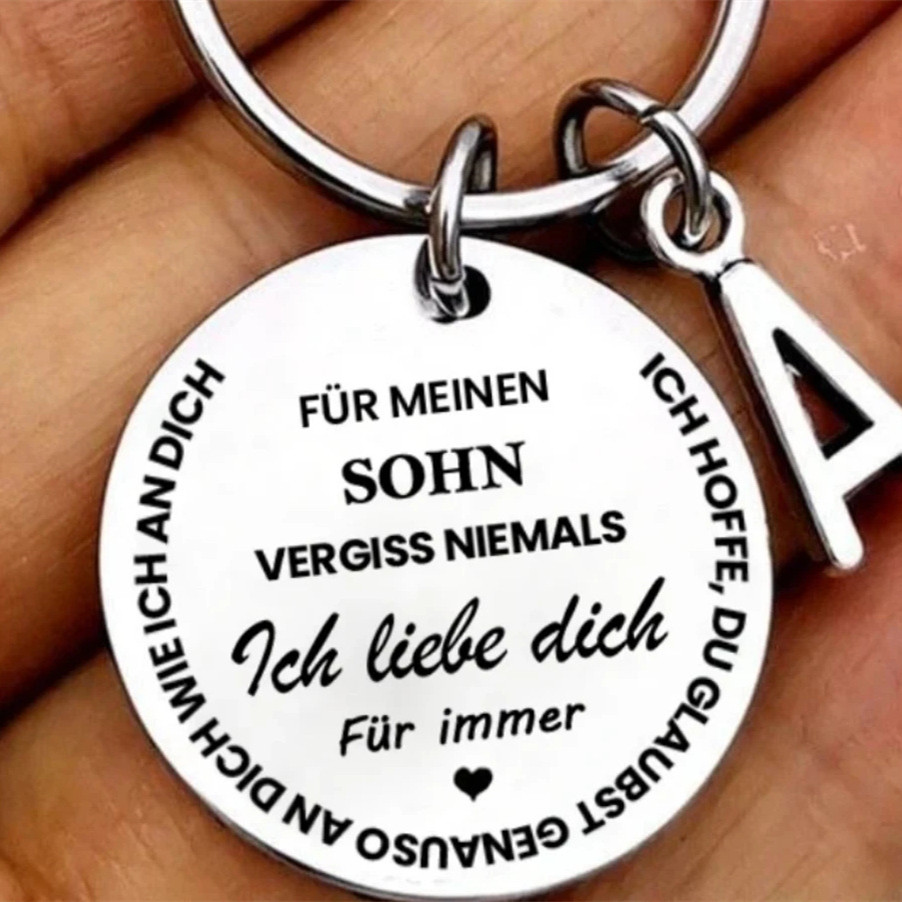 FÜR MEINEN
SOHN
VERGISS NIEMALS
Ich liebe dich
Für immer
ICH HOFFE, DU GLAUBST GENAUSO AN DICH WIE ICH AN DICH
A